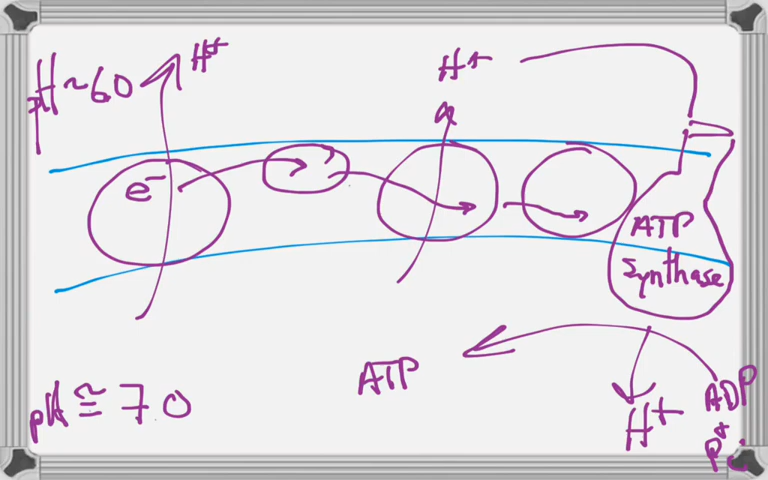 pH~6.0
H+
H+
e-
ATP
Synthase
ATP
pH≅7.0
H+
ADP
+
Pi